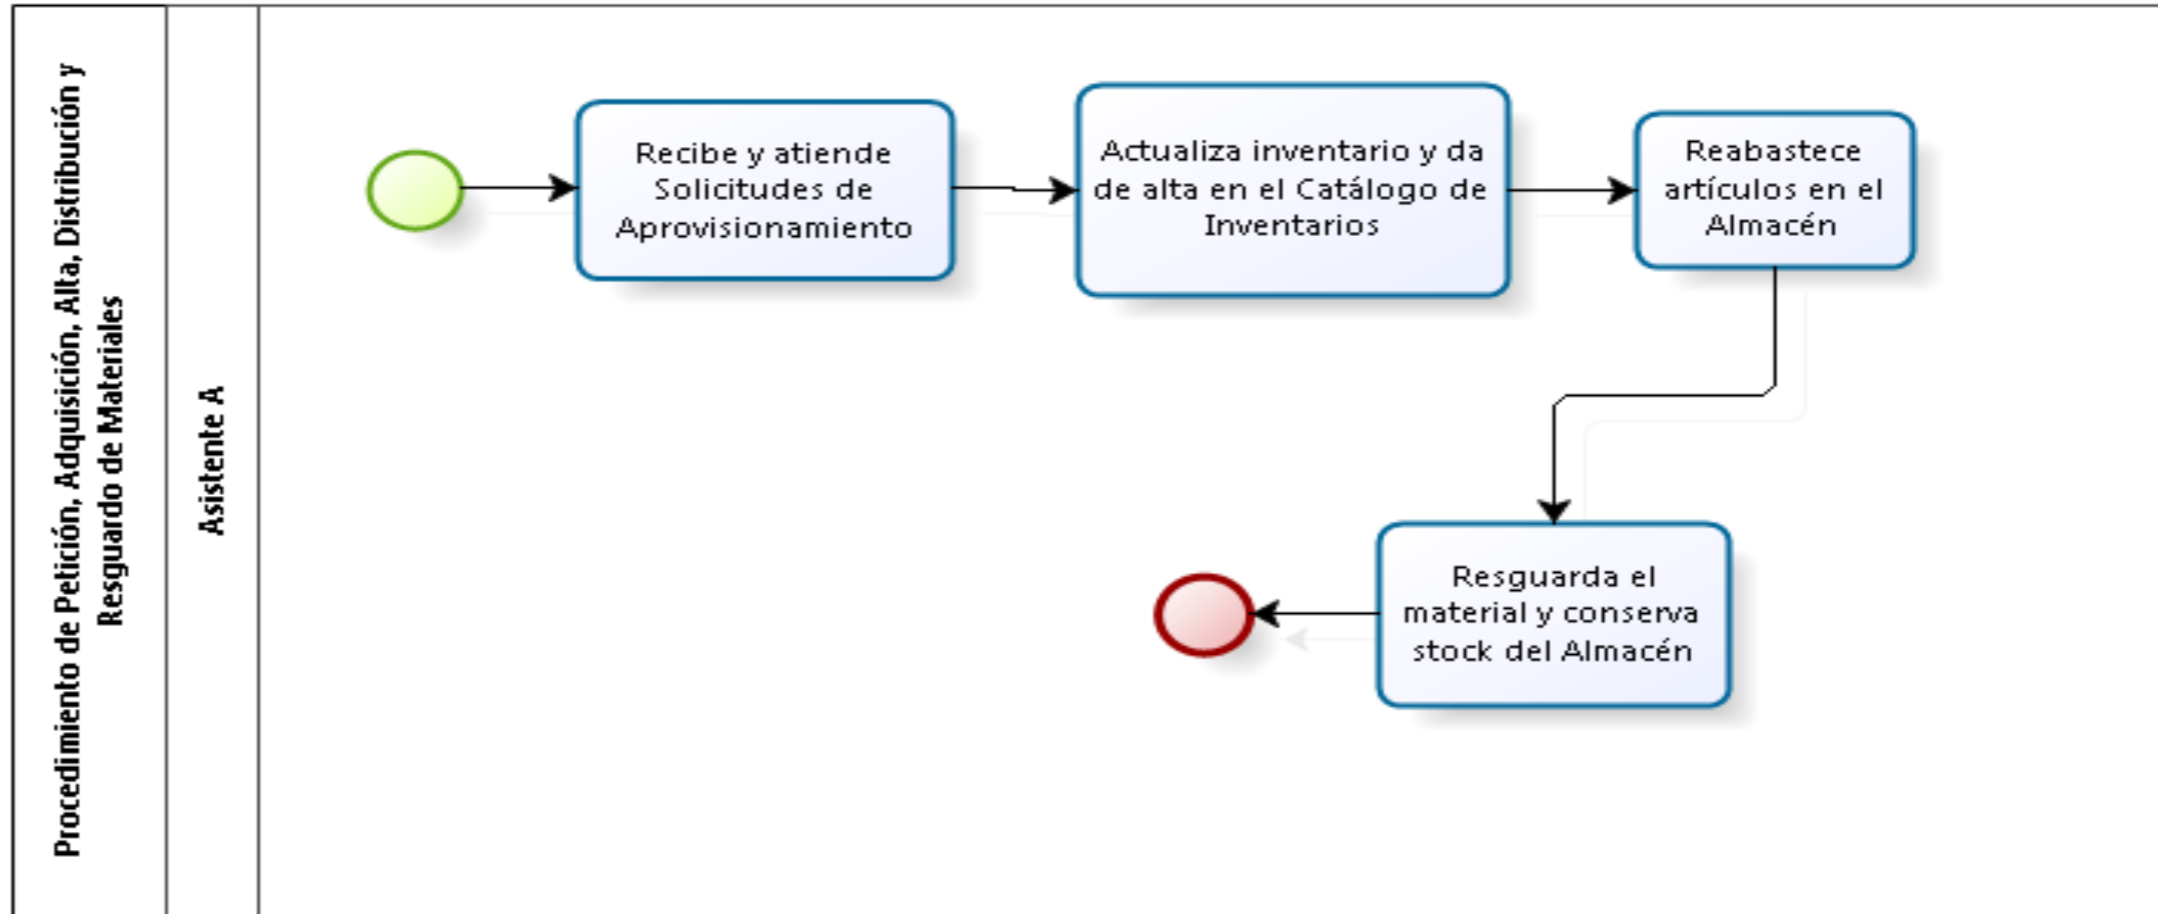 Procedimiento de Petición, Adquisición, Alta, Distribución y
Resguardo de Materiales
Asistente A
Recibe y atiende
Solicitudes de
Aprovisionamiento
Actualiza inventario y da
de alta en el Catálogo de
Inventarios
Reabastece
artículos en el
Almacén
Resguarda el
material y conserva
stock del Almacén